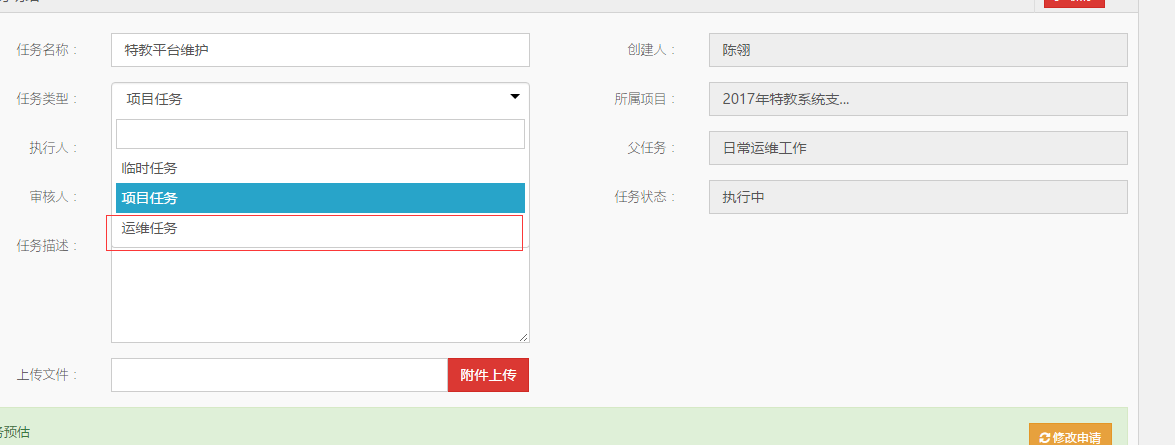 任务名称： 特教平台维护 创建人： 陈翎
任务类型： 项目任务 所属项目： 2017年特教系统支...
执行人： 父任务： 日常运维工作
临时任务
审核人： 项目任务 任务状态： 执行中
运维任务
任务描述：
上传文件： 附件上传
务预估 修改申请